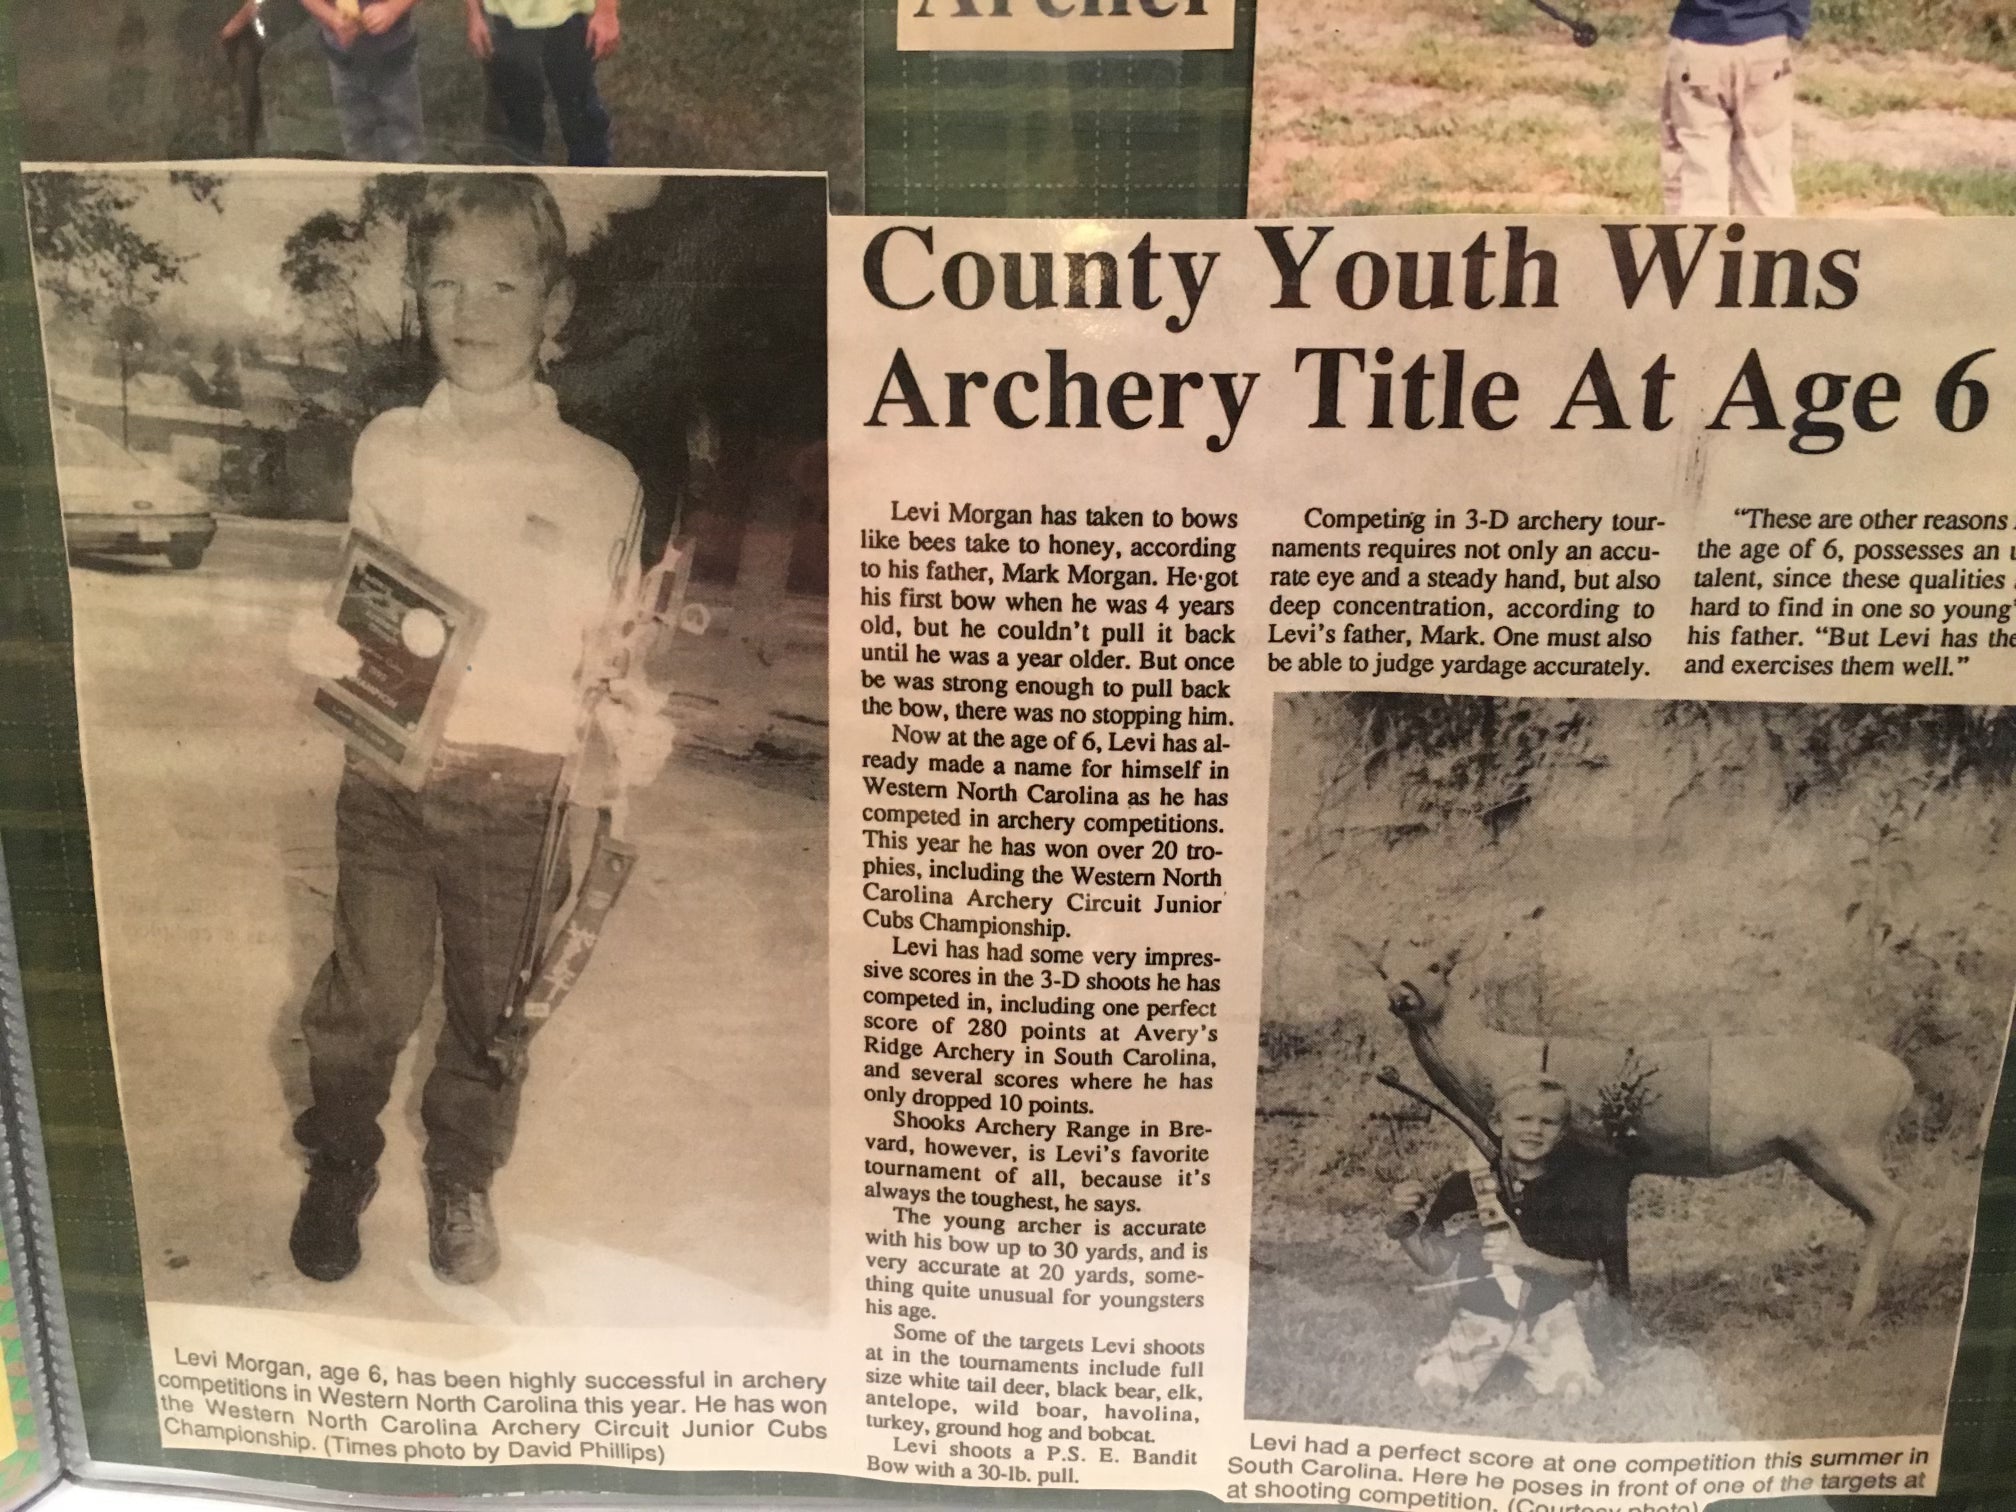 Archer
County Youth Wins
Archery Title At Age 6
Levi Morgan has taken to bows
like bees take to honey, according
to his father, Mark Morgan. He got
his first bow when he was 4 years
old, but he couldn't pull it back
until he was a year older. But once
be was strong enough to pull back
the bow, there was no stopping him.
Now at the age of 6, Levi has al-
ready made a name for himself in
Western North Carolina as he has
competed in archery competitions.
This year he has won over 20 tro-
phies, including the Western North
Carolina Archery Circuit Junior
Cubs Championship.
Levi has had some very impres-
sive scores in the 3-D shoots he has
competed in, including one perfect
score of 280 points at Avery's
Ridge Archery in South Carolina,
and several scores where he has
only dropped 10 points.
Shooks Archery Range in Bre-
vard, however, is Levi's favorite
tournament of all, because it's
always the toughest, he says.
The young archer is accurate
with his bow up to 30 yards, and is
very accurate at 20 yards, some-
thing quite unusual for youngsters
his age.
Some of the targets Levi shoots
at in the tournaments include full
size white tail deer, black bear, elk,
antelope, wild boar, havolina,
turkey, ground hog and bobcat.
Levi shoots a P.S. E. Bandit
Bow with a 30-lb. pull.
Competing in 3-D archery tour-
naments requires not only an accu-
rate eye and a steady hand, but also
deep concentration, according to
Levi's father, Mark. One must also
be able to judge yardage accurately.
"These are other reasons
the age of 6, possesses an
talent, since these qualities
hard to find in one so young
his father. "But Levi has the
and exercises them well."
Levi Morgan, age 6, has been highly successful in archery
competitions in Western North Carolina this year. He has won
the Western North Carolina Archery Circuit Junior Cubs
Championship. (Times photo by David Phillips)
Levi had a perfect score at one competition this summer in
South Carolina. Here he poses in front of one of the targets at
at shooting competition. (Courtesy photo)